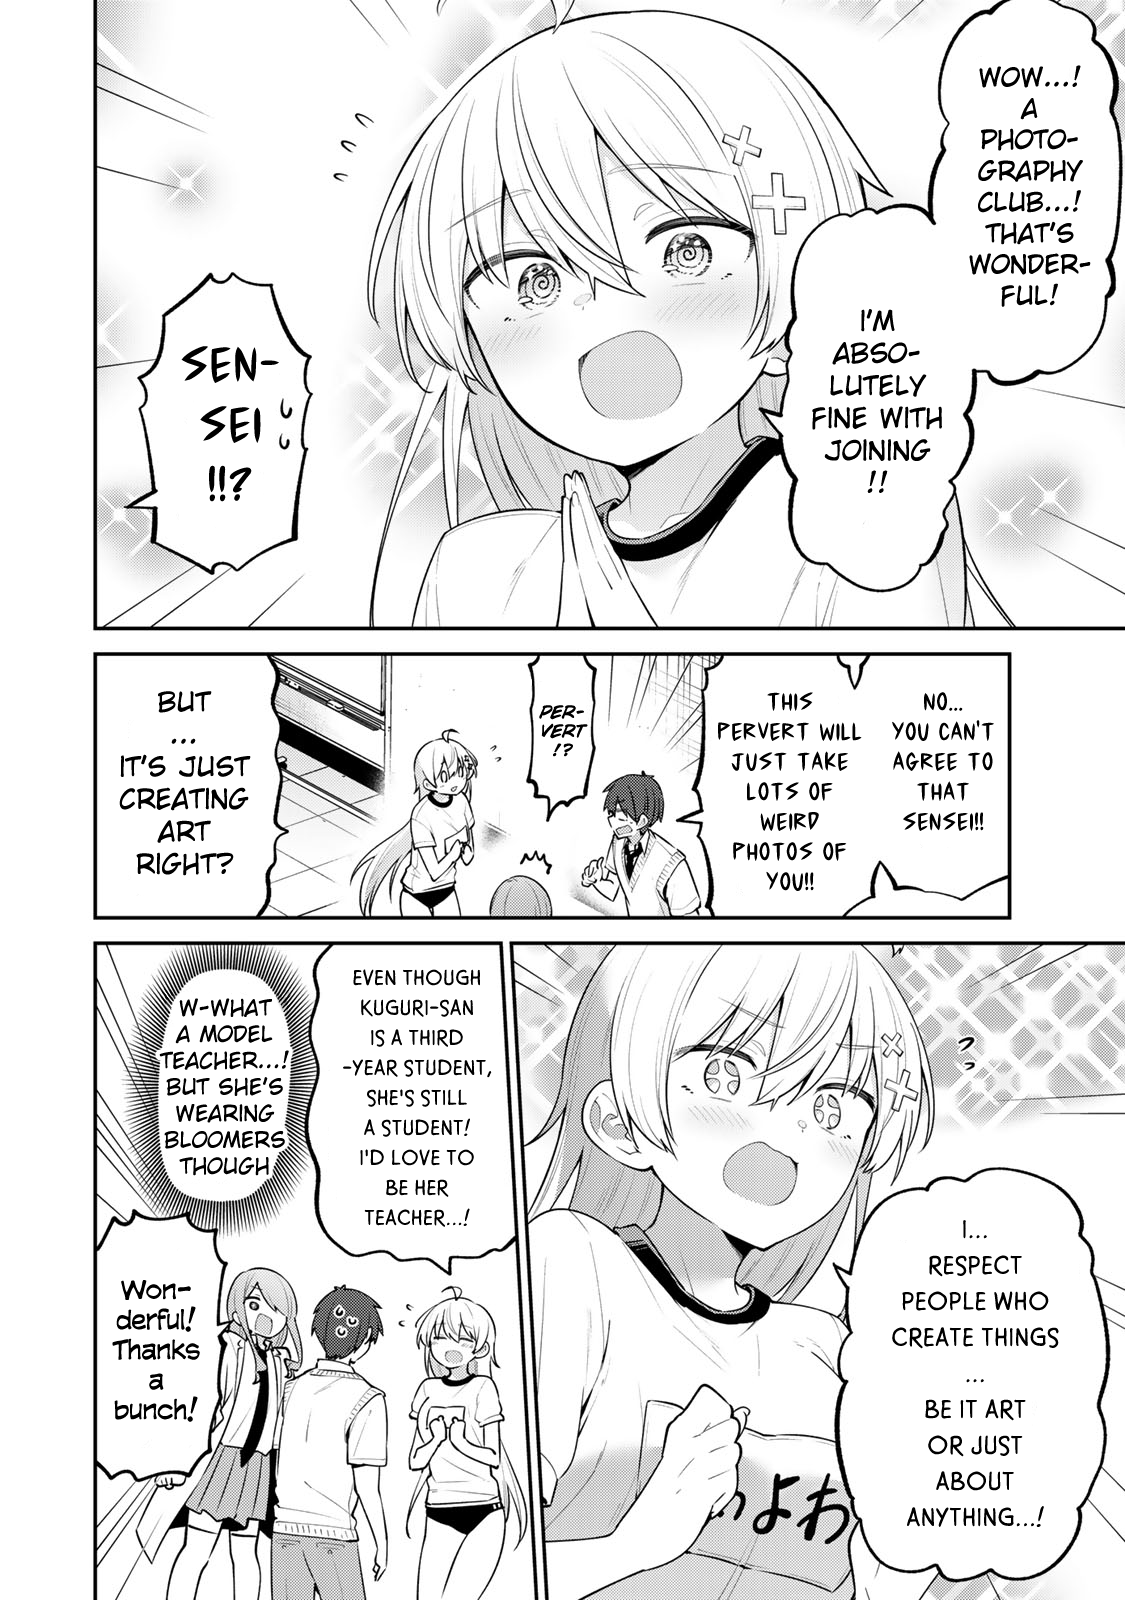 WOW...!
A
PHOTO-
GRAPHY
CLUB...!
THAT'S
WONDER-
FUL!
I'M
ABSO-
LUTELY
FINE WITH
JOINING
!!
SEN-
SEI
!!?
NO...
YOU CAN'T
AGREE TO
THAT
SENSEI!!
THIS
PERVERT WILL
JUST TAKE
LOTS OF
WEIRD
PHOTOS OF
YOU!!
PER-
VERT
!?
BUT
...
IT'S JUST
CREATING
ART
RIGHT?
I...
RESPECT
PEOPLE WHO
CREATE THINGS
...
BE IT ART
OR JUST
ABOUT
ANYTHING...!
よわ
EVEN THOUGH
KUGURI-SAN
IS A THIRD
-YEAR STUDENT,
SHE'S STILL
A STUDENT!
I'D LOVE TO
BE HER
TEACHER...!
W-WHAT
A MODEL
TEACHER...!
BUT SHE'S
WEARING
BLOOMERS
THOUGH
Won-
derful!
Thanks
a
bunch!